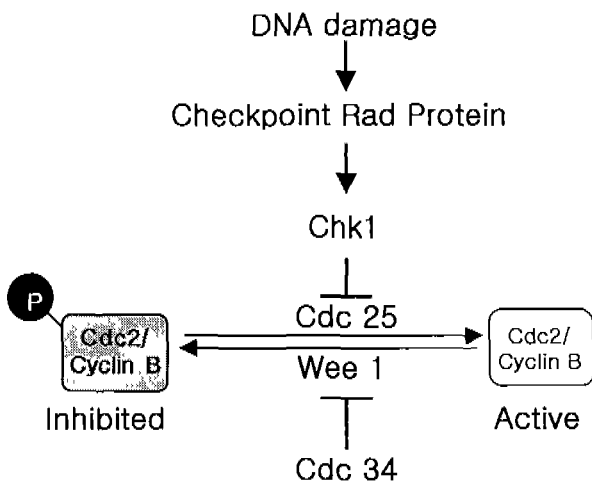 DNA damage
Checkpoint Rad Protein
Chk1
P
Cdc 25
Cdc2/
Cyclin B
Wee 1
Cdc2/
Cyclin B
Inhibited
Active
Cdc 34